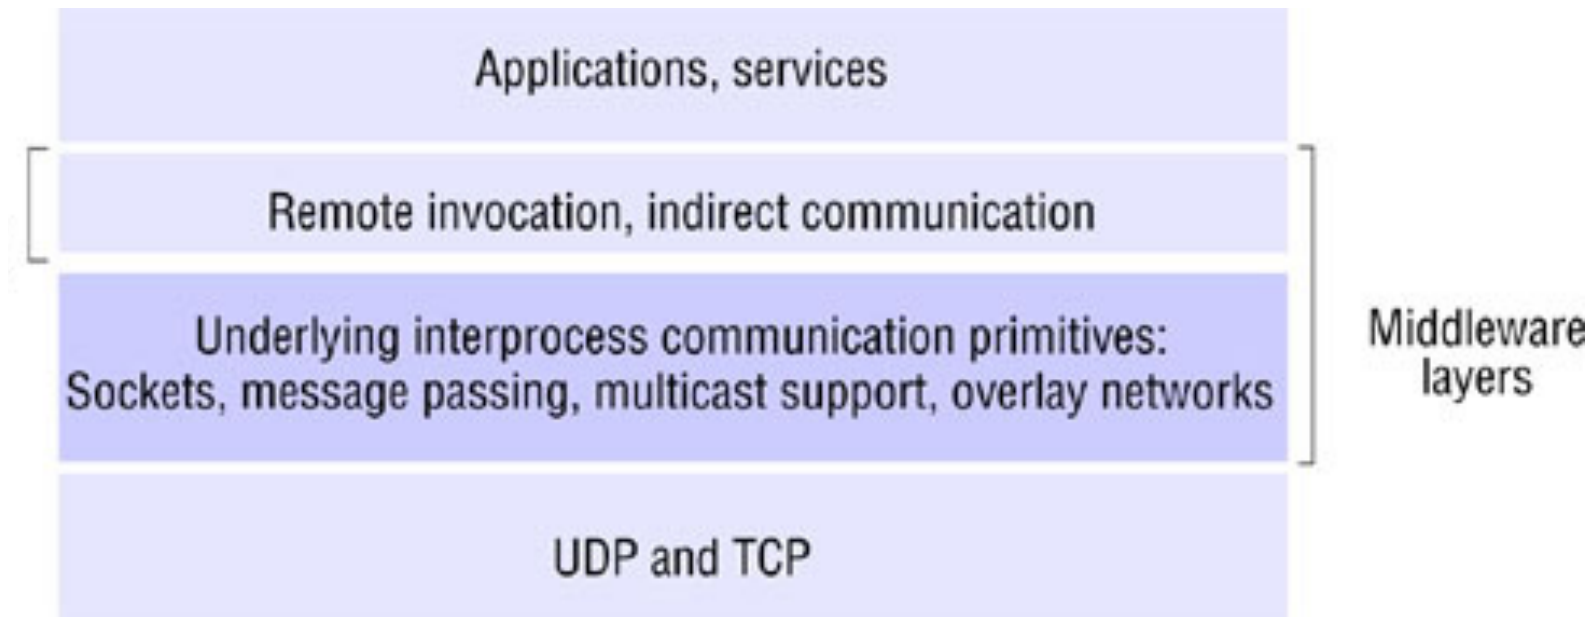 Applications, services
Remote invocation, indirect communication
Underlying interprocess communication primitives:
Sockets, message passing, multicast support, overlay networks
Middleware
layers
UDP and TCP